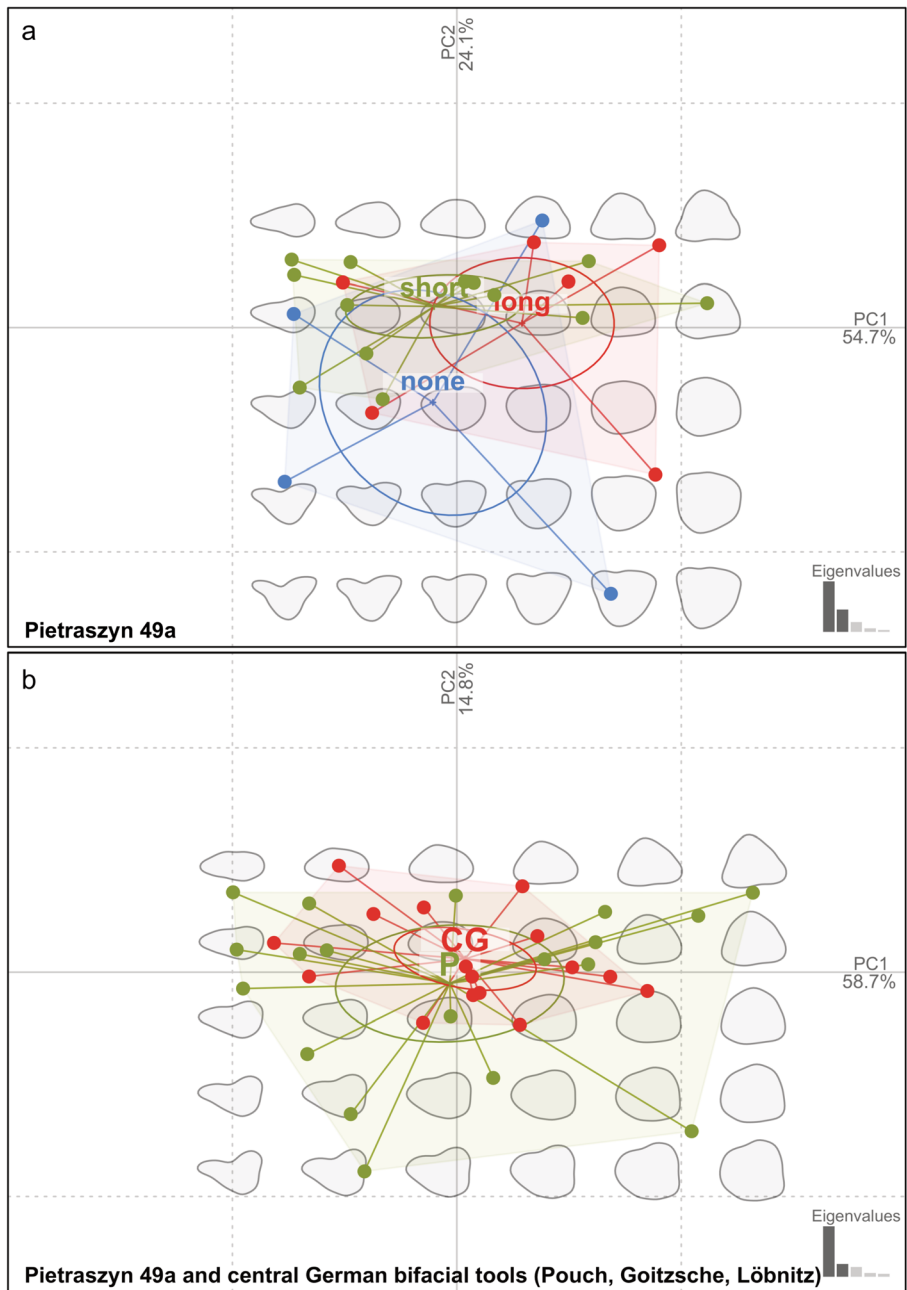 a
PC2
24.1%
short
long
none
PC1
54.7%
Eigenvalues
Pietraszyn 49a
b
PC2
14.8%
CG
P
PC1
58.7%
Eigenvalues
Pietraszyn 49a and central German bifacial tools (Pouch, Goitzsche, Löbnitz)